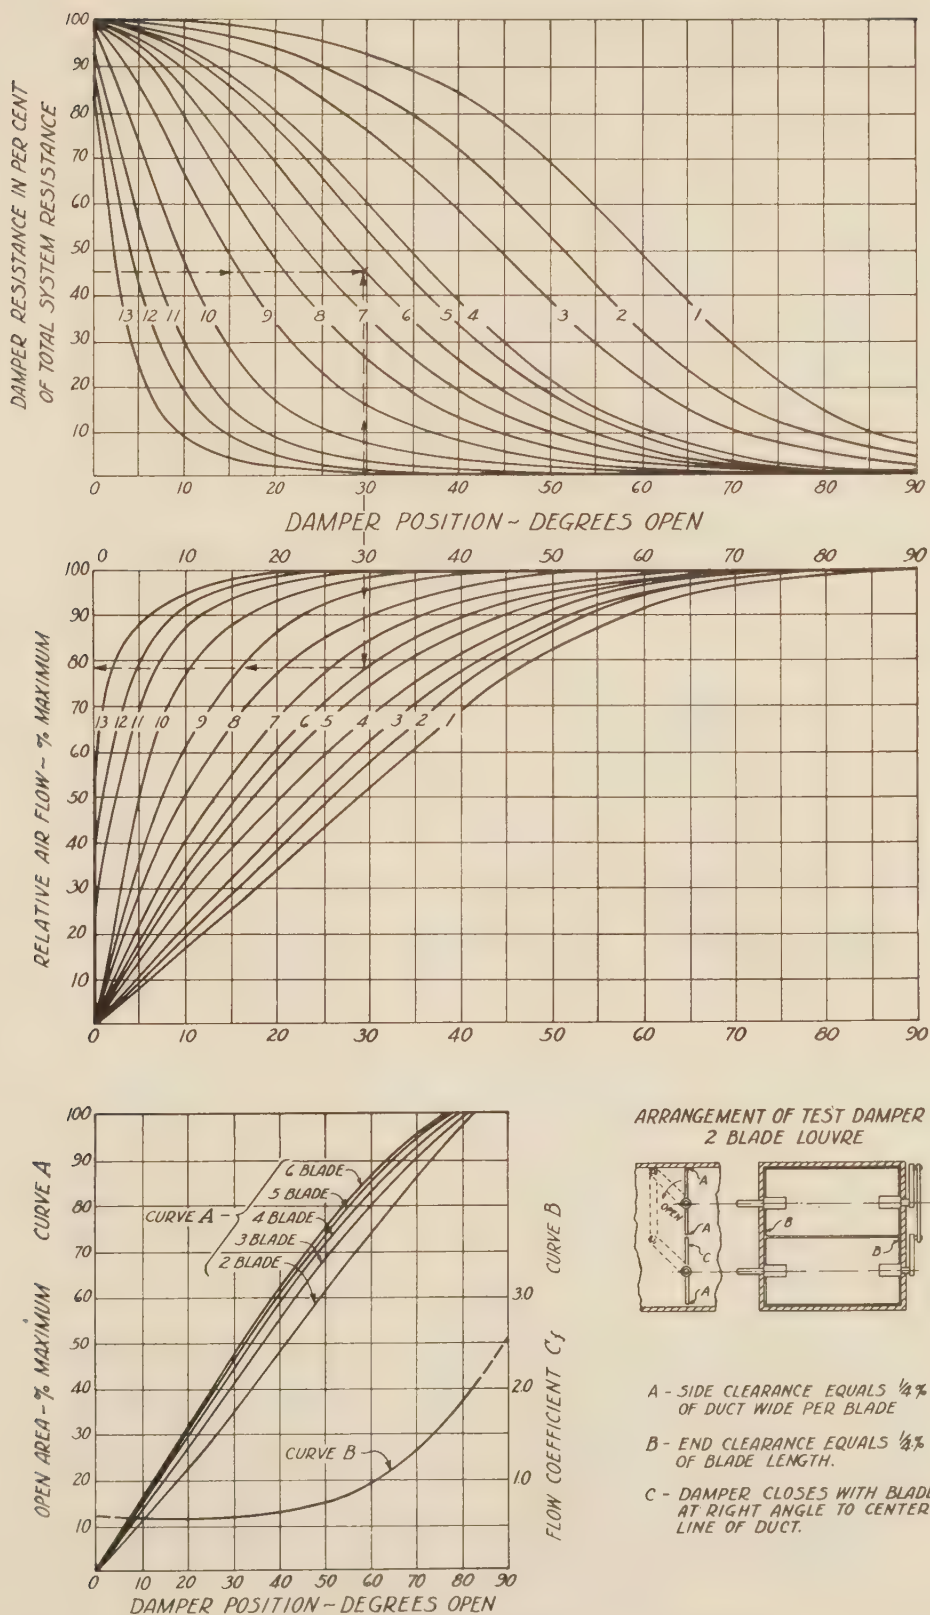 DAMPER RESISTANCE IN PER CENT
OF TOTAL SYSTEM RESISTANCE
100
90
80
70
60
50
40
30
20
10
13 12 11 10 9 8 7 6 5 4 3 2 1
0 10 20 30 40 50 60 70 80 90
DAMPER POSITION ~ DEGREES OPEN
0 10 20 30 40 50 60 70 80 90
RELATIVE AIR FLOW ~ % MAXIMUM
100
90
80
70
60
50
40
30
20
10
13 12 11 10 9 8 7 6 5 4 3 2 1
0 10 20 30 40 50 60 70 80 90
OPEN AREA - % MAXIMUM CURVE A
100
90
80
70
60
50
40
30
20
10
CURVE A
6 BLADE
5 BLADE
4 BLADE
3 BLADE
2 BLADE
CURVE B
3.0
2.0
1.0
FLOW COEFFICIENT Cf CURVE B
0 10 20 30 40 50 60 70 80 90
DAMPER POSITION ~ DEGREES OPEN
ARRANGEMENT OF TEST DAMPER
2 BLADE LOUVRE
A
OPEN
A
C
A
B
B
A - SIDE CLEARANCE EQUALS 1/4%
OF DUCT WIDE PER BLADE
B - END CLEARANCE EQUALS
OF BLADE LENGTH.
C - DAMPER CLOSES WITH BLADE
AT RIGHT ANGLE TO CENTER
LINE OF DUCT.